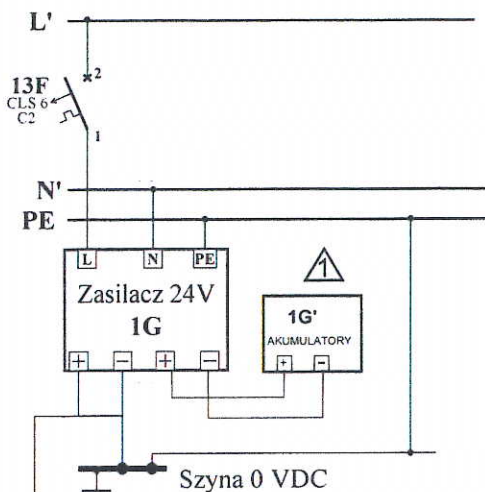 L'
2
13F
CLS 6
C2
1
N'
PE
L N PE
Zasilacz 24V
1G
+ − + −
1
1G'
AKUMULATORY
+ −
Szyna 0 VDC